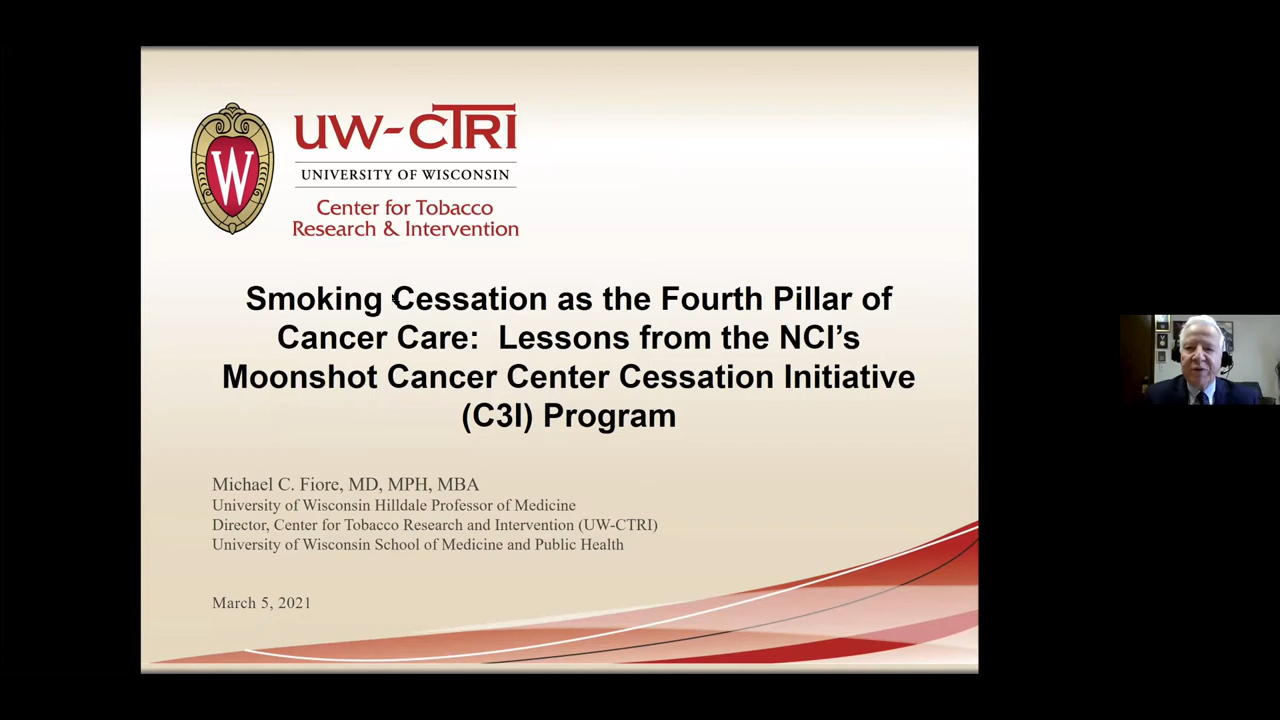 W
UW-CTRI
UNIVERSITY OF WISCONSIN
Center for Tobacco
Research & Intervention
Smoking Cessation as the Fourth Pillar of
Cancer Care: Lessons from the NCI's
Moonshot Cancer Center Cessation Initiative
(C3I) Program
Michael C. Fiore, MD, MPH, MBA
University of Wisconsin Hilldale Professor of Medicine
Director, Center for Tobacco Research and Intervention (UW-CTRI)
University of Wisconsin School of Medicine and Public Health
March 5, 2021